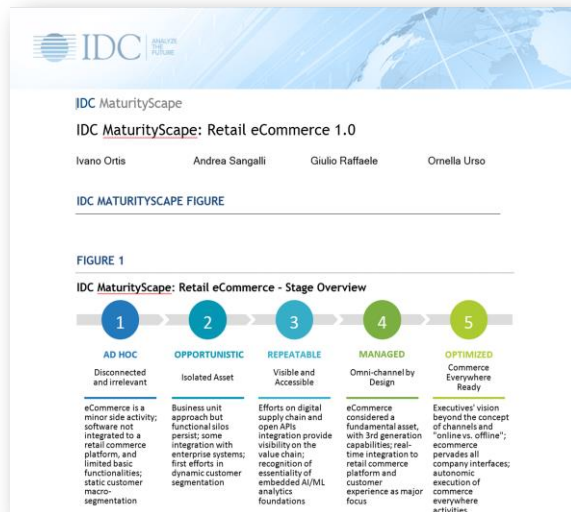 IDC
ANALYZE
THE
FUTURE
IDC MaturityScape
IDC MaturityScape: Retail eCommerce 1.0
Ivano Ortis Andrea Sangalli Giulio Raffaele Ornella Urso
IDC MATURITYSCAPE FIGURE
FIGURE 1
IDC MaturityScape: Retail eCommerce - Stage Overview
1 2 3 4 5
AD HOC
Disconnected
and irrelevant
eCommerce is a
minor side activity;
software not
integrated to a
retail commerce
platform, and
limited basic
functionalities;
static customer
macro-
segmentation
OPPORTUNISTIC
Isolated Asset
Business unit
approach but
functional silos
persist; some
integration with
enterprise systems;
first efforts in
dynamic customer
segmentation
REPEATABLE
Visible and
Accessible
Efforts on digital
supply chain and
open APIs
integration provide
visibility on the
value chain;
recognition of
essentiality of
embedded AI/ML
analytics
foundations
MANAGED
Omni-channel by
Design
eCommerce
considered a
fundamental asset,
with 3rd generation
capabilities; real-
time integration to
retail commerce
platform and
customer
experience as major
focus
OPTIMIZED
Commerce
Everywhere
Ready
Executives' vision
beyond the concept
of channels and
"online vs. offline";
ecommerce
pervades all
company interfaces;
autonomic
execution of
commerce
everywhere
activities